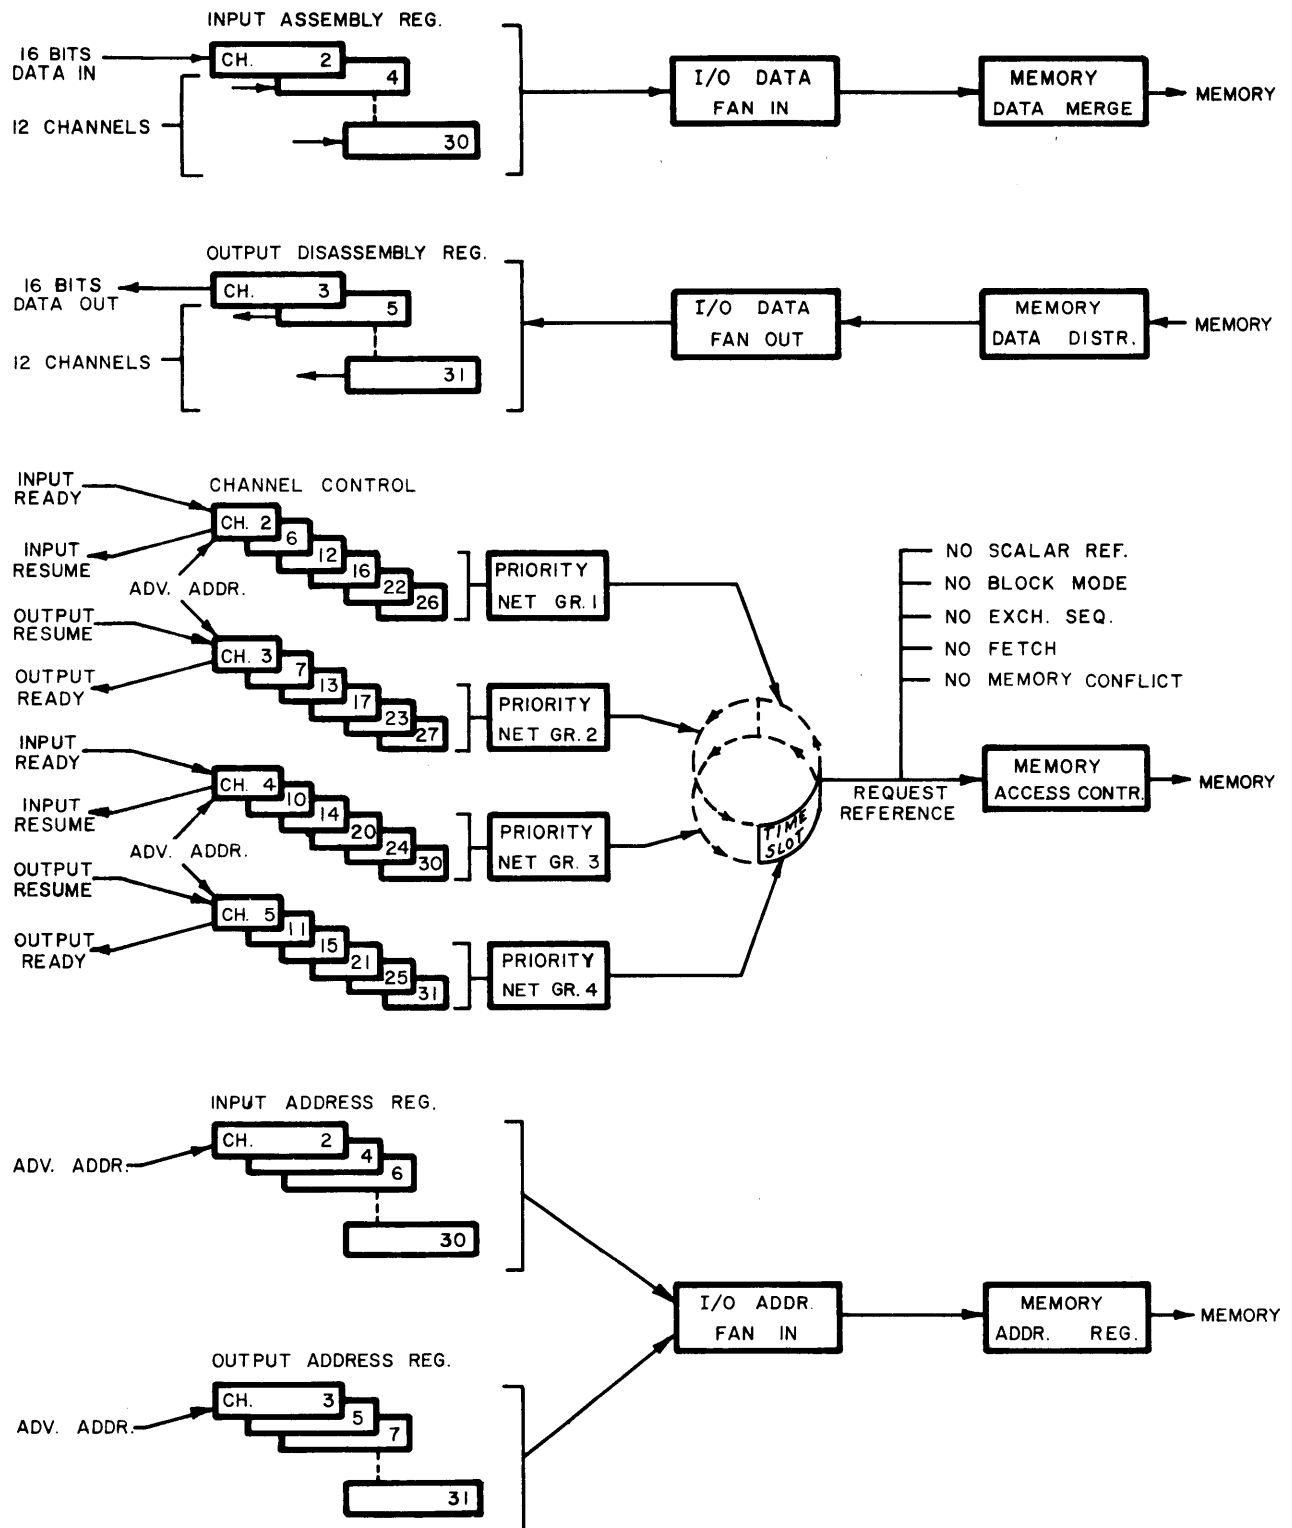 INPUT ASSEMBLY REG.
16 BITS
DATA IN
CH. 2
4
30
12 CHANNELS
I/O DATA
FAN IN
MEMORY
DATA MERGE
MEMORY
OUTPUT DISASSEMBLY REG.
16 BITS
DATA OUT
CH. 3
5
31
12 CHANNELS
I/O DATA
FAN OUT
MEMORY
DATA DISTR.
MEMORY
CHANNEL CONTROL
INPUT
READY
INPUT
RESUME
CH. 2
6
12
16
22
26
PRIORITY
NET GR. 1
ADV. ADDR.
OUTPUT
RESUME
OUTPUT
READY
CH. 3
7
13
17
23
27
PRIORITY
NET GR. 2
INPUT
READY
INPUT
RESUME
CH. 4
10
14
20
24
30
PRIORITY
NET GR. 3
ADV. ADDR.
OUTPUT
RESUME
OUTPUT
READY
CH. 5
11
15
21
25
31
PRIORITY
NET GR. 4
TIME
SLOT
NO SCALAR REF.
NO BLOCK MODE
NO EXCH. SEQ.
NO FETCH
NO MEMORY CONFLICT
REQUEST
REFERENCE
MEMORY
ACCESS CONTR.
MEMORY
INPUT ADDRESS REG.
ADV. ADDR.
CH. 2
4
6
30
OUTPUT ADDRESS REG.
ADV. ADDR.
CH. 3
5
7
31
I/O ADDR.
FAN IN
MEMORY
ADDR. REG.
MEMORY